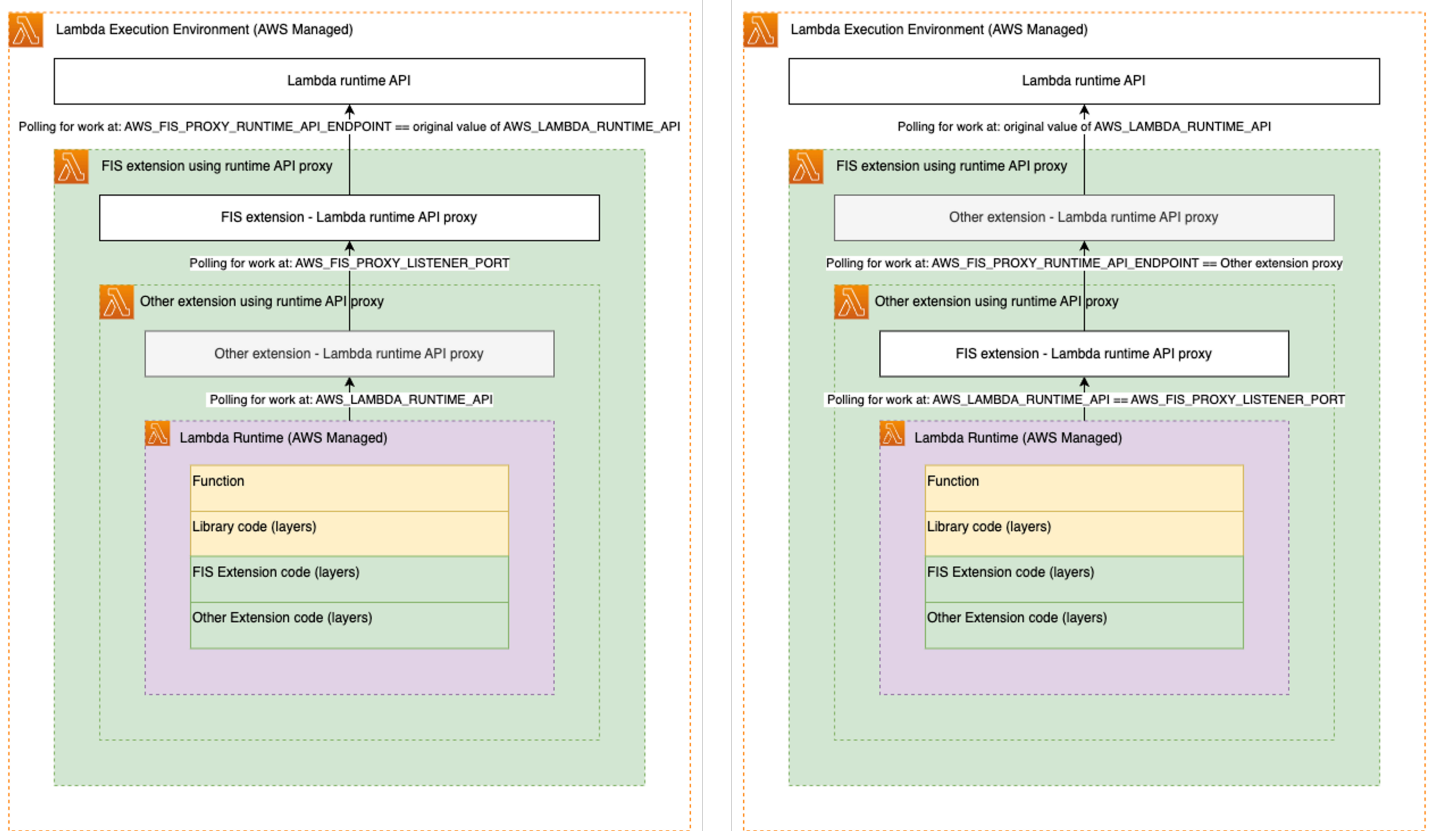 Lambda Execution Environment (AWS Managed)
Lambda runtime API
Polling for work at: AWS_FIS_PROXY_RUNTIME_API_ENDPOINT == original value of AWS_LAMBDA_RUNTIME_API
FIS extension using runtime API proxy
FIS extension - Lambda runtime API proxy
Polling for work at: AWS_FIS_PROXY_LISTENER_PORT
Other extension using runtime API proxy
Other extension - Lambda runtime API proxy
Polling for work at: AWS_LAMBDA_RUNTIME_API
Lambda Runtime (AWS Managed)
Function
Library code (layers)
FIS Extension code (layers)
Other Extension code (layers)
Lambda Execution Environment (AWS Managed)
Lambda runtime API
Polling for work at: original value of AWS_LAMBDA_RUNTIME_API
FIS extension using runtime API proxy
Other extension - Lambda runtime API proxy
Polling for work at: AWS_FIS_PROXY_RUNTIME_API_ENDPOINT == Other extension proxy
Other extension using runtime API proxy
FIS extension - Lambda runtime API proxy
Polling for work at: AWS_LAMBDA_RUNTIME_API == AWS_FIS_PROXY_LISTENER_PORT
Lambda Runtime (AWS Managed)
Function
Library code (layers)
FIS Extension code (layers)
Other Extension code (layers)